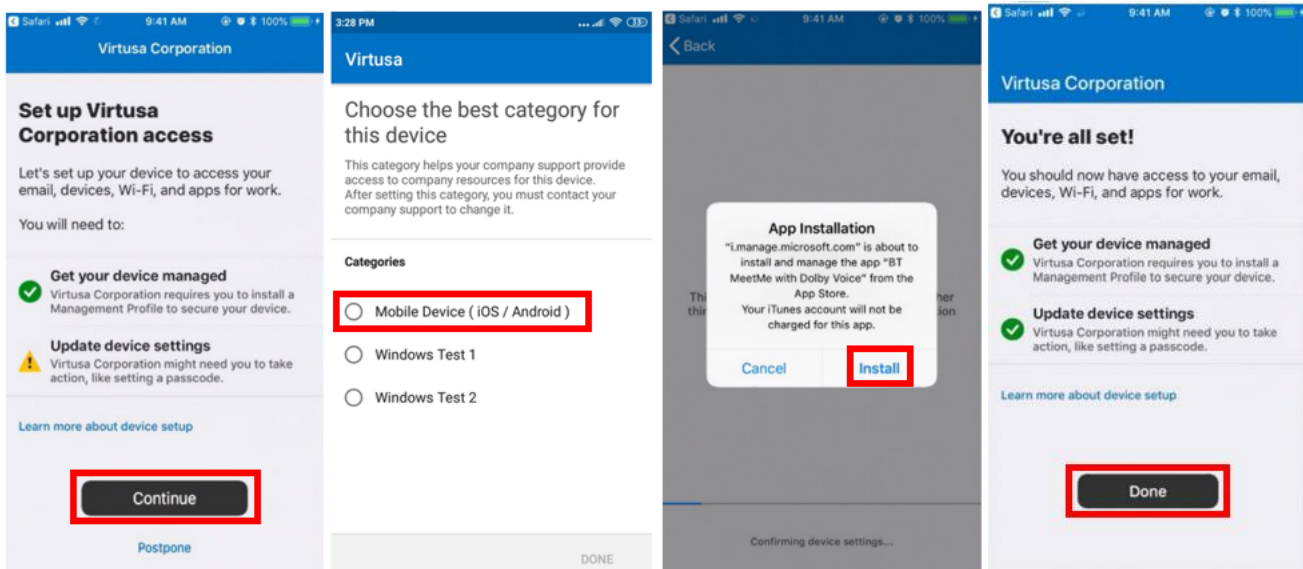 Safari 9:41 AM 100%
Virtusa Corporation
Set up Virtusa
Corporation access
Let's set up your device to access your
email, devices, Wi-Fi, and apps for work.
You will need to:
Get your device managed
Virtusa Corporation requires you to install a
Management Profile to secure your device.
Update device settings
Virtusa Corporation might need you to take
action, like setting a passcode.
Learn more about device setup
Continue
Postpone
3:28 PM
Virtusa
Choose the best category for
this device
This category helps your company support provide
access to company resources for this device.
After setting this category, you must contact your
company support to change it.
Categories
Mobile Device ( iOS / Android )
Windows Test 1
Windows Test 2
DONE
Safari 9:41 AM 100%
Back
App Installation
"i.manage.microsoft.com" is about to
install and manage the app "BT
MeetMe with Dolby Voice" from the
App Store.
Your iTunes account will not be
charged for this app.
Cancel Install
Confirming device settings...
Safari 9:41 AM 100%
Virtusa Corporation
You're all set!
You should now have access to your email,
devices, Wi-Fi, and apps for work.
Get your device managed
Virtusa Corporation requires you to install a
Management Profile to secure your device.
Update device settings
Virtusa Corporation might need you to take
action, like setting a passcode.
Learn more about device setup
Done